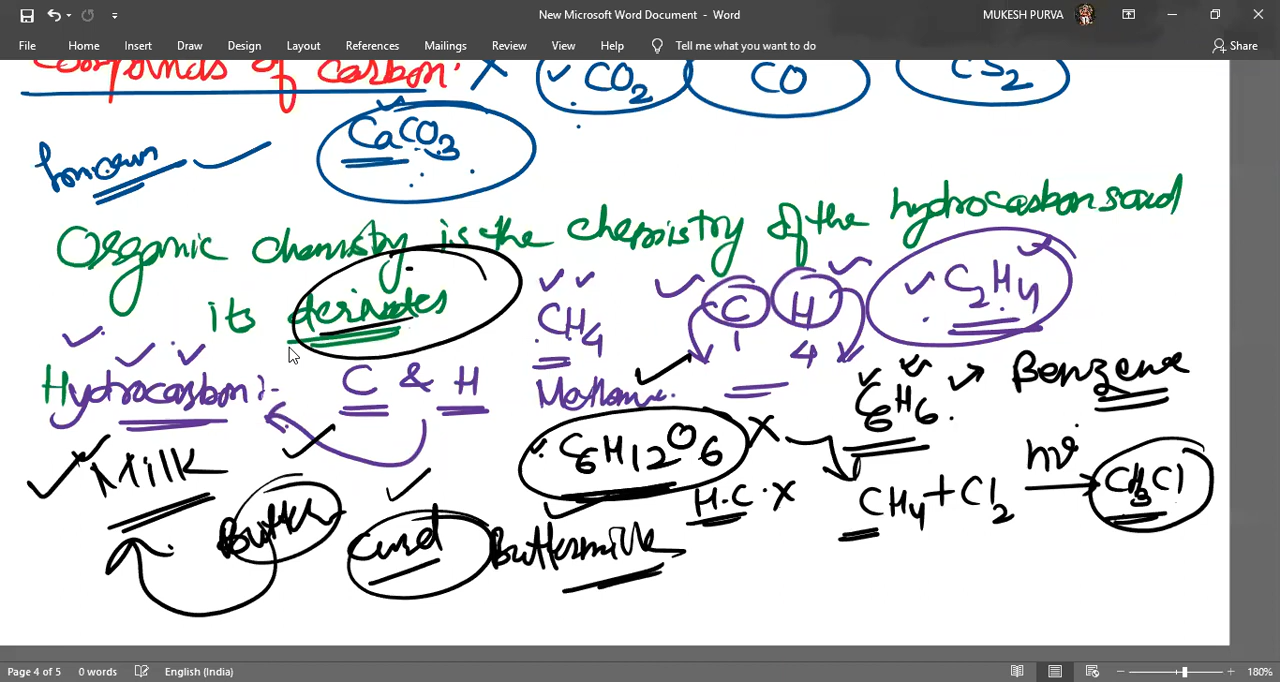 New Microsoft Word Document - Word
MUKESH PURVA
File Home Insert Draw Design Layout References Mailings Review View Help Tell me what you want to do Share
Compounds of carbon: X CO2 CO CS2
CaCO3
Organic chemistry is the chemistry of the hydrocarbons and
its derivates
CH4 C H C2H4
1 4
Hydrocarbon:- C & H Methane C6H6 → Benzene
Milk C6H12O6 X
H.C. X CH4 + Cl2 hν → CH3Cl
Butter Curd Buttermilk
Page 4 of 5 0 words English (India) 180%